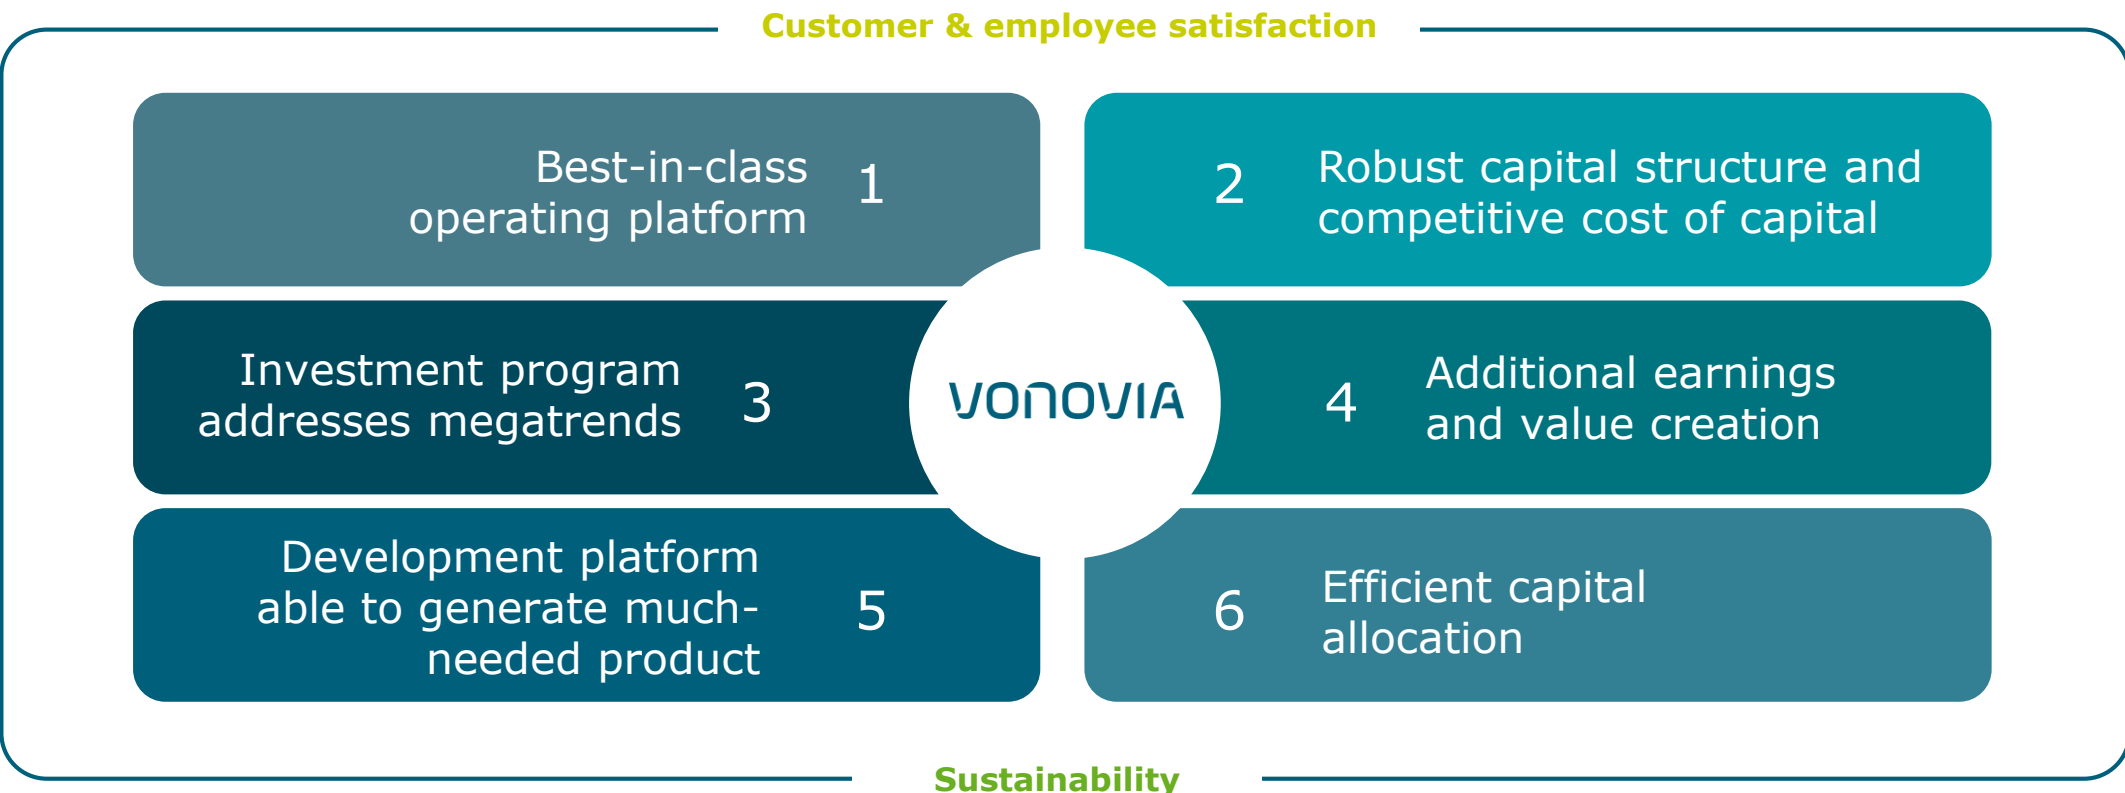 Customer & employee satisfaction
Best-in-class
operating platform
1
2
Robust capital structure and
competitive cost of capital
Investment program
addresses megatrends
3
VONOVIA
4
Additional earnings
and value creation
Development platform
able to generate much-
needed product
5
6
Efficient capital
allocation
Sustainability